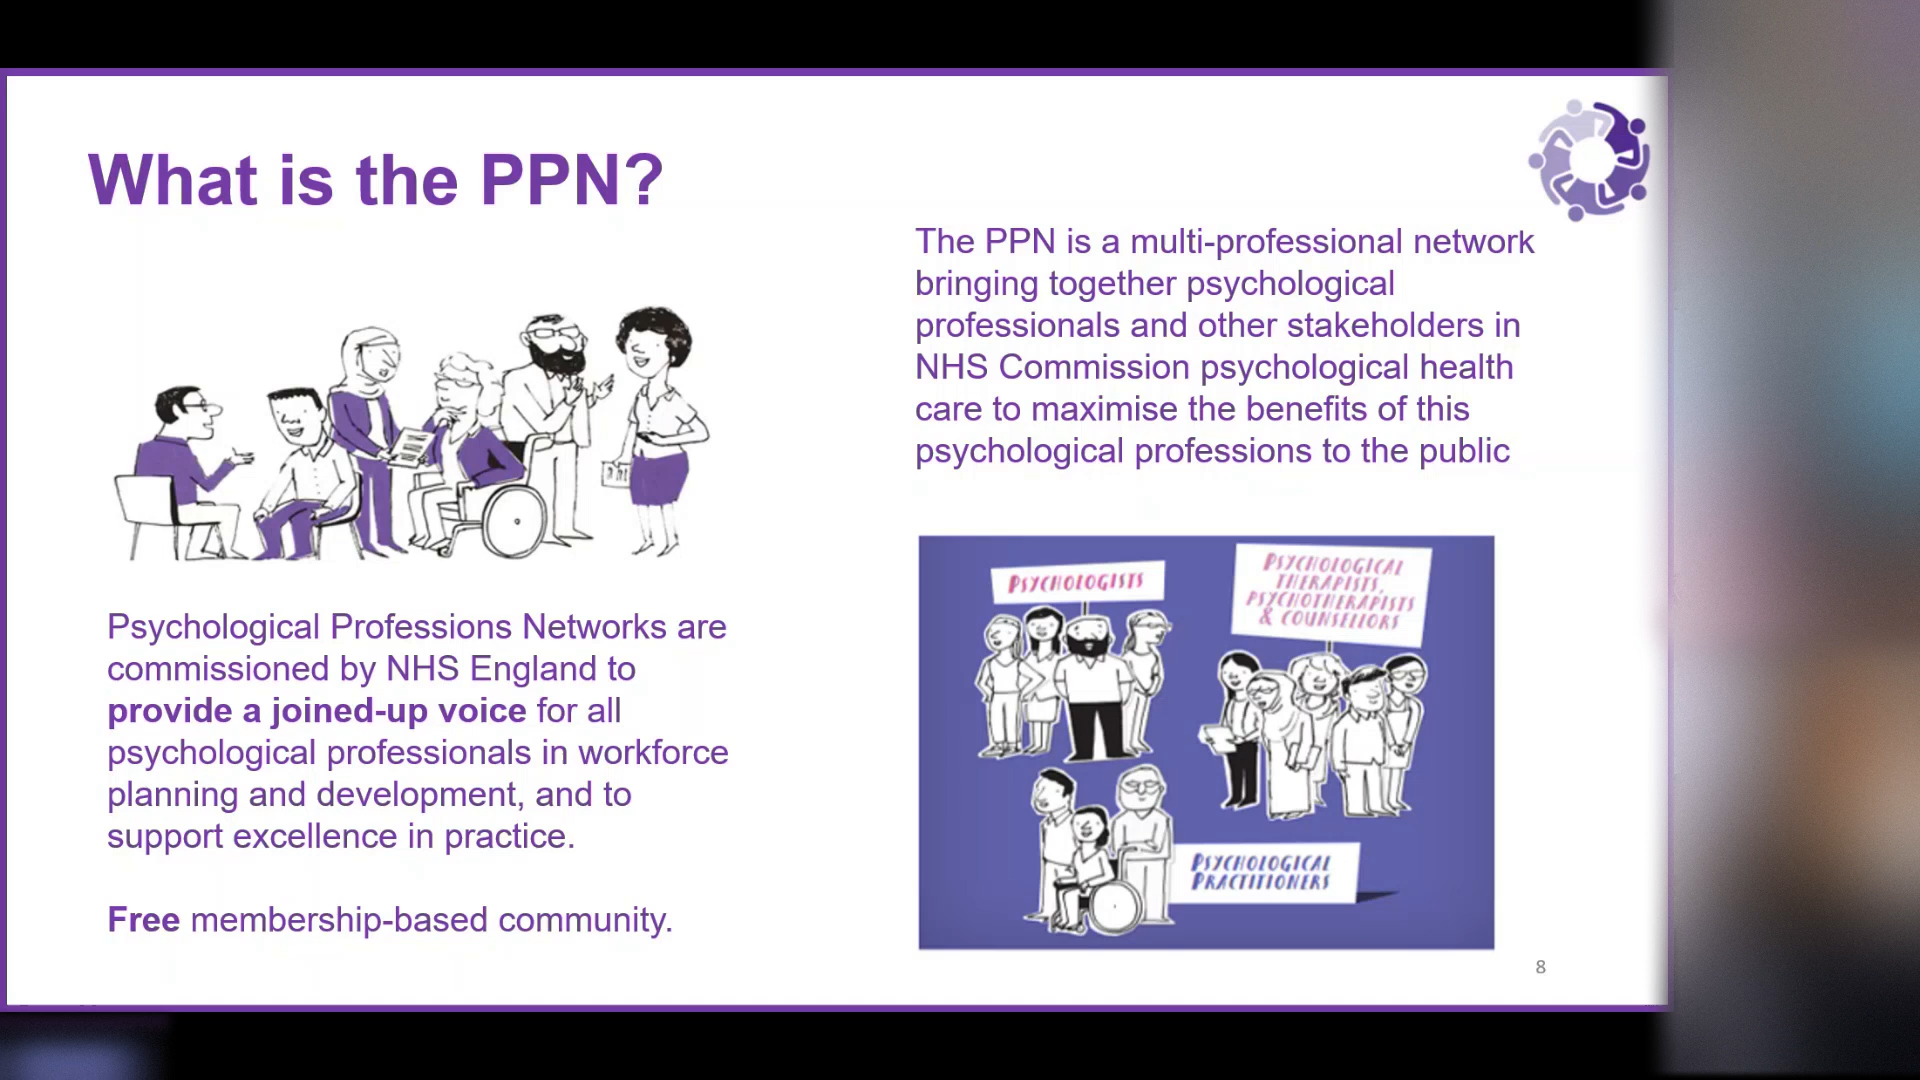 What is the PPN?
The PPN is a multi-professional network
bringing together psychological
professionals and other stakeholders in
NHS Commission psychological health
care to maximise the benefits of this
psychological professions to the public
Psychological Professions Networks are
commissioned by NHS England to
provide a joined-up voice for all
psychological professionals in workforce
planning and development, and to
support excellence in practice.
Free membership-based community.
PSYCHOLOGISTS
PSYCHOLOGICAL
THERAPISTS,
PSYCHOTHERAPISTS
& COUNSELLORS
PSYCHOLOGICAL
PRACTITIONERS
8